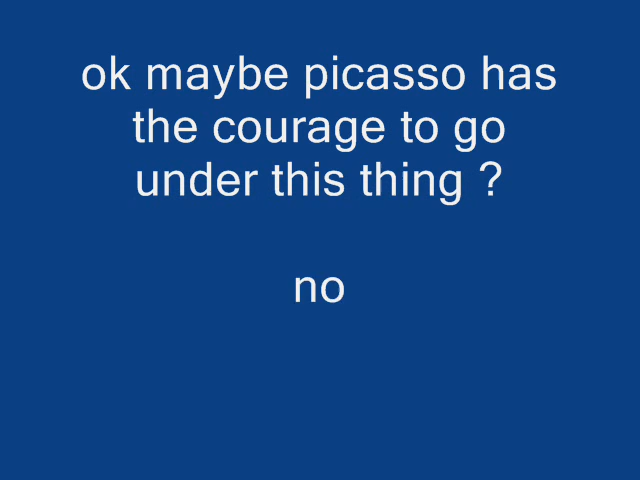 ok maybe picasso has
the courage to go
under this thing ?
no